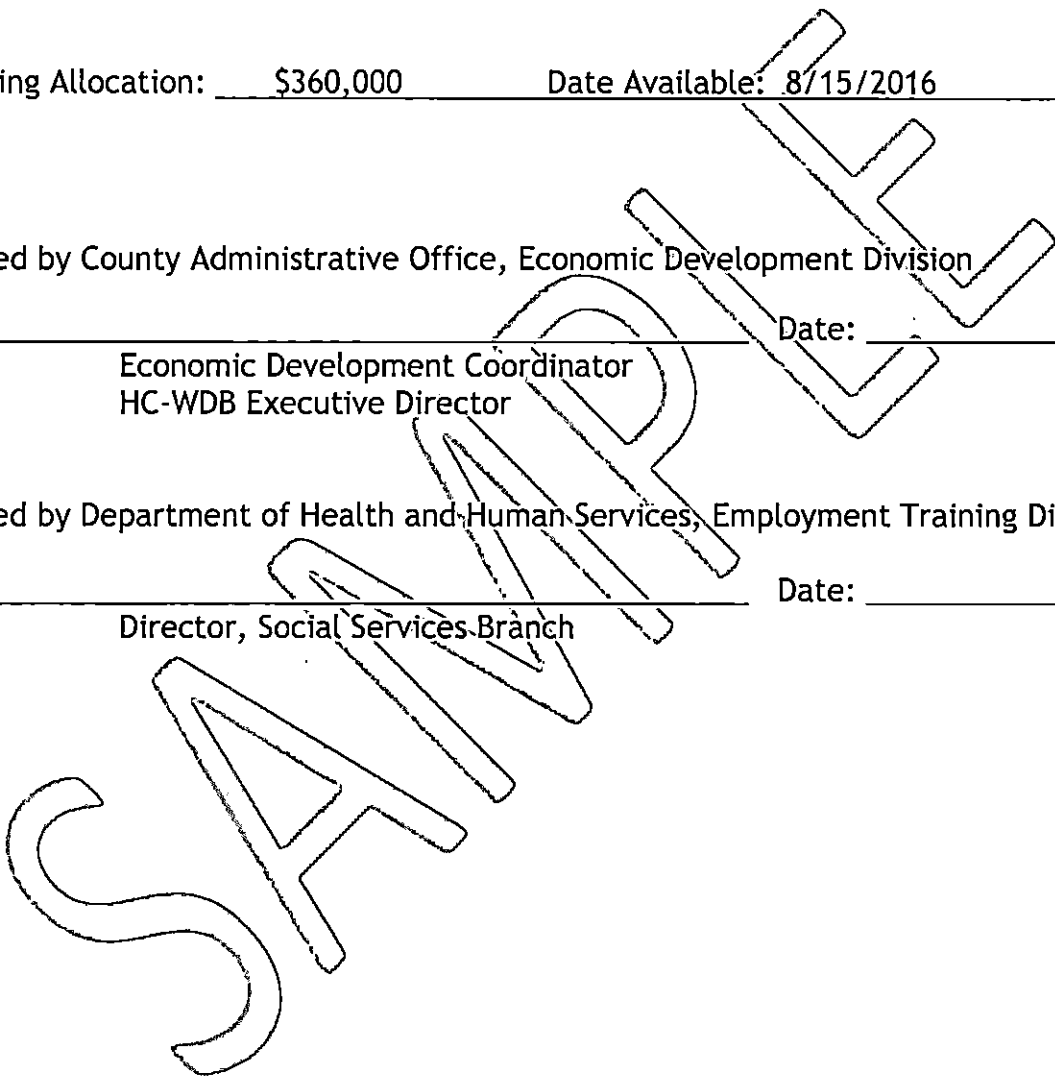 ing Allocation: $360,000 Date Available: 8/15/2016
ed by County Administrative Office, Economic Development Division
Date:
Economic Development Coordinator
HC-WDB Executive Director
ed by Department of Health and Human Services, Employment Training Di
Date:
Director, Social Services Branch
SAMPLE